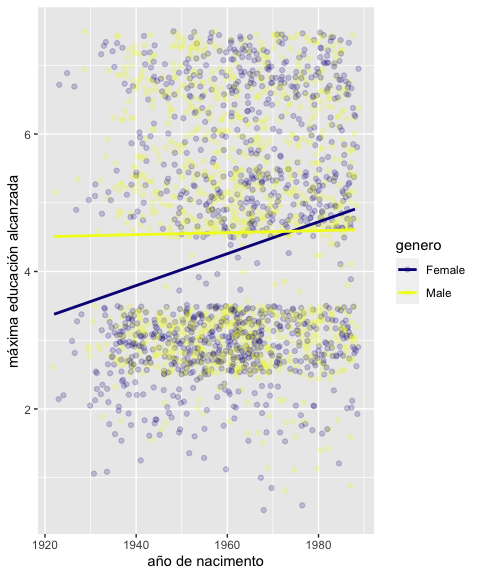 6
4
2
1920
1940
1960
1980
año de nacimento
máxima educación alcanzada
genero
Female
Male